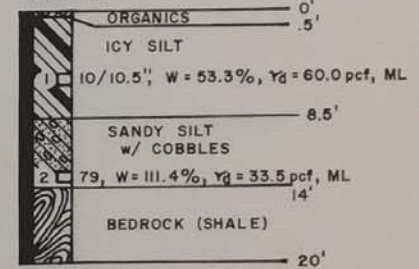 0'
ORGANICS
.5'
ICY SILT
1 10/10.5", W = 53.3%, γd = 60.0 pcf, ML
8.5'
SANDY SILT
w/ COBBLES
2 79, W = 111.4%, γd = 33.5 pcf, ML
14'
BEDROCK (SHALE)
20'